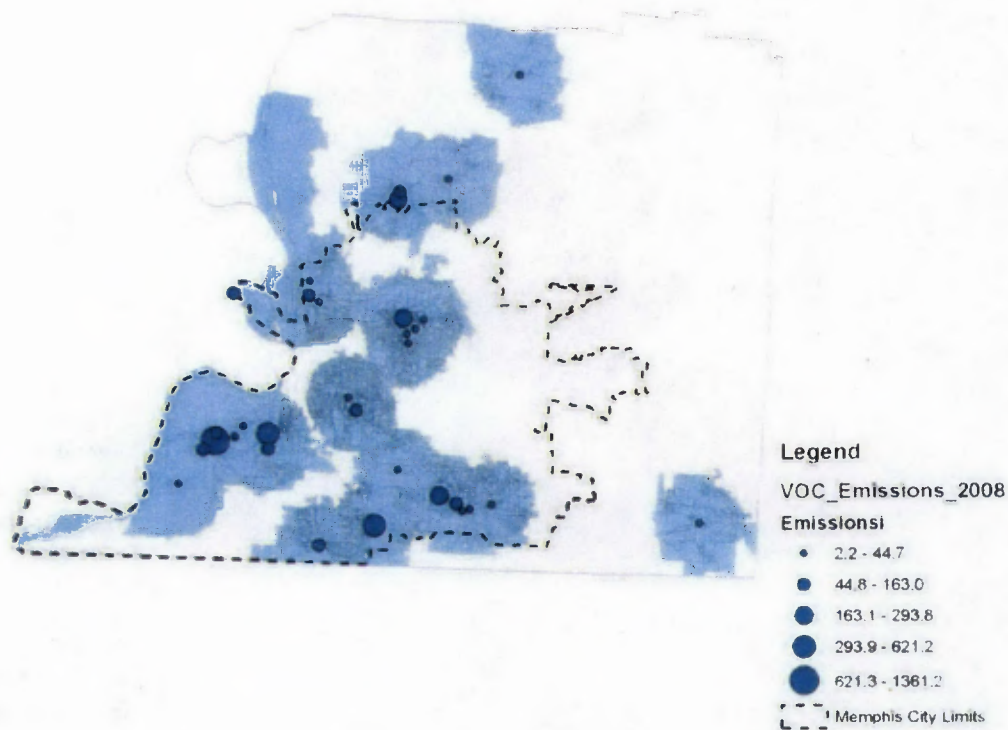 Legend
VOC_Emissions_2008
Emissionsi
2.2 - 44.7
44.8 - 163.0
163.1 - 293.8
293.9 - 621.2
621.3 - 1361.2
Memphis City Limits